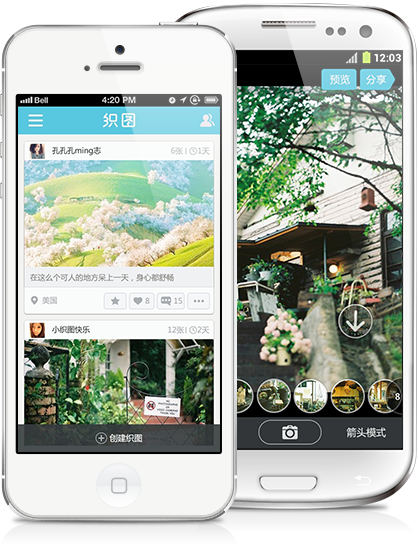 Bell
4:20 PM
织图
孔孔孔ming志
6张 | 1天
在这么个可人的地方呆上一天，身心都舒畅
美国
8
15
小织图快乐
12张 | 2天
创建织图
12:03
预览
分享
8
箭头模式